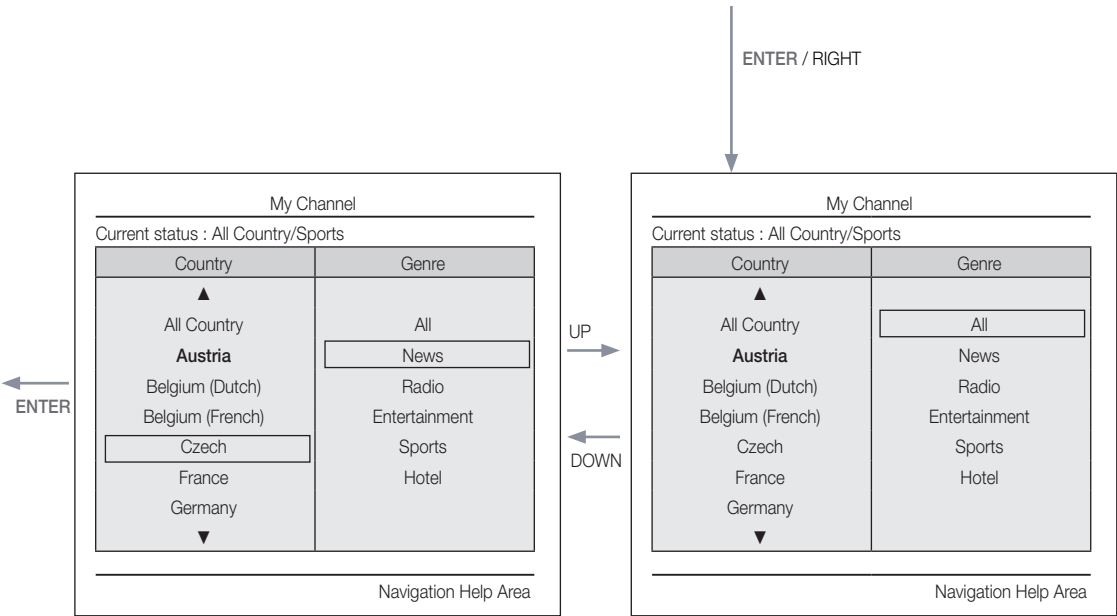 ENTER / RIGHT
My Channel
Current status : All Country/Sports
Country Genre
▲
All Country All
Austria News
Belgium (Dutch) Radio
Belgium (French) Entertainment
Czech Sports
France Hotel
Germany
▼
Navigation Help Area
ENTER
UP
DOWN
My Channel
Current status : All Country/Sports
Country Genre
▲
All Country All
Austria News
Belgium (Dutch) Radio
Belgium (French) Entertainment
Czech Sports
France Hotel
Germany
▼
Navigation Help Area